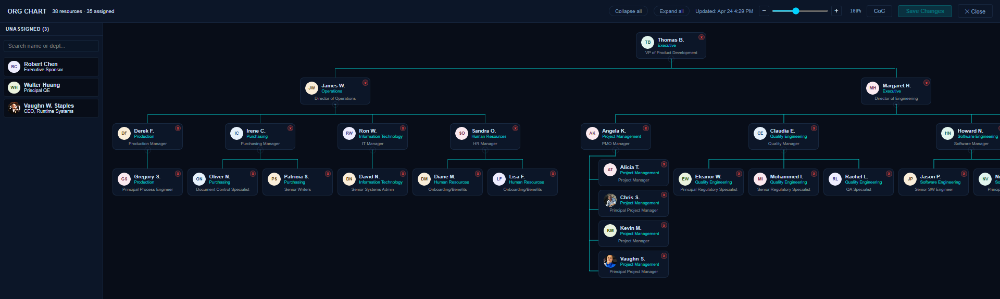 ORG CHART
38 resources · 35 assigned
Collapse all
Expand all
Updated: Apr 24 4:29 PM
−
+
100%
CoC
Save Changes
× Close
UNASSIGNED (3)
Search name or dept...
RC
Robert Chen
Executive Sponsor
WH
Walter Huang
Principal QE
Vaughn W. Staples
CEO, Runtime Systems
TB
Thomas B.
Executive
VP of Product Development
x
JW
James W.
Operations
Director of Operations
x
MH
Margaret H.
Executive
Director of Engineering
x
DF
Derek F.
Production
Production Manager
x
IC
Irene C.
Purchasing
Purchasing Manager
x
RW
Ron W.
Information Technology
IT Manager
x
SO
Sandra O.
Human Resources
HR Manager
x
AK
Angela K.
Project Management
PMO Manager
x
CE
Claudia E.
Quality Engineering
Quality Manager
x
HN
Howard N.
Software Engineering
Software Manager
GS
Gregory S.
Production
Principal Process Engineer
x
ON
Oliver N.
Purchasing
Document Control Specialist
x
PS
Patricia S.
Purchasing
Senior Writers
x
DN
David N.
Information Technology
Senior Systems Admin
x
DM
Diane M.
Human Resources
Onboarding/Benefits
x
LF
Lisa F.
Human Resources
Onboarding/Benefits
x
AT
Alicia T.
Project Management
Project Manager
x
Chris S.
Project Management
Principal Project Manager
x
KM
Kevin M.
Project Management
Project Manager
x
Vaughn S.
Project Management
Principal Project Manager
x
EW
Eleanor W.
Quality Engineering
Principal Regulatory Specialist
x
MI
Mohammed I.
Quality Engineering
Senior Regulatory Specialist
x
RL
Rachel L.
Quality Engineering
QA Specialist
x
JP
Jason P.
Software Engineering
Senior SW Engineer
x
NV